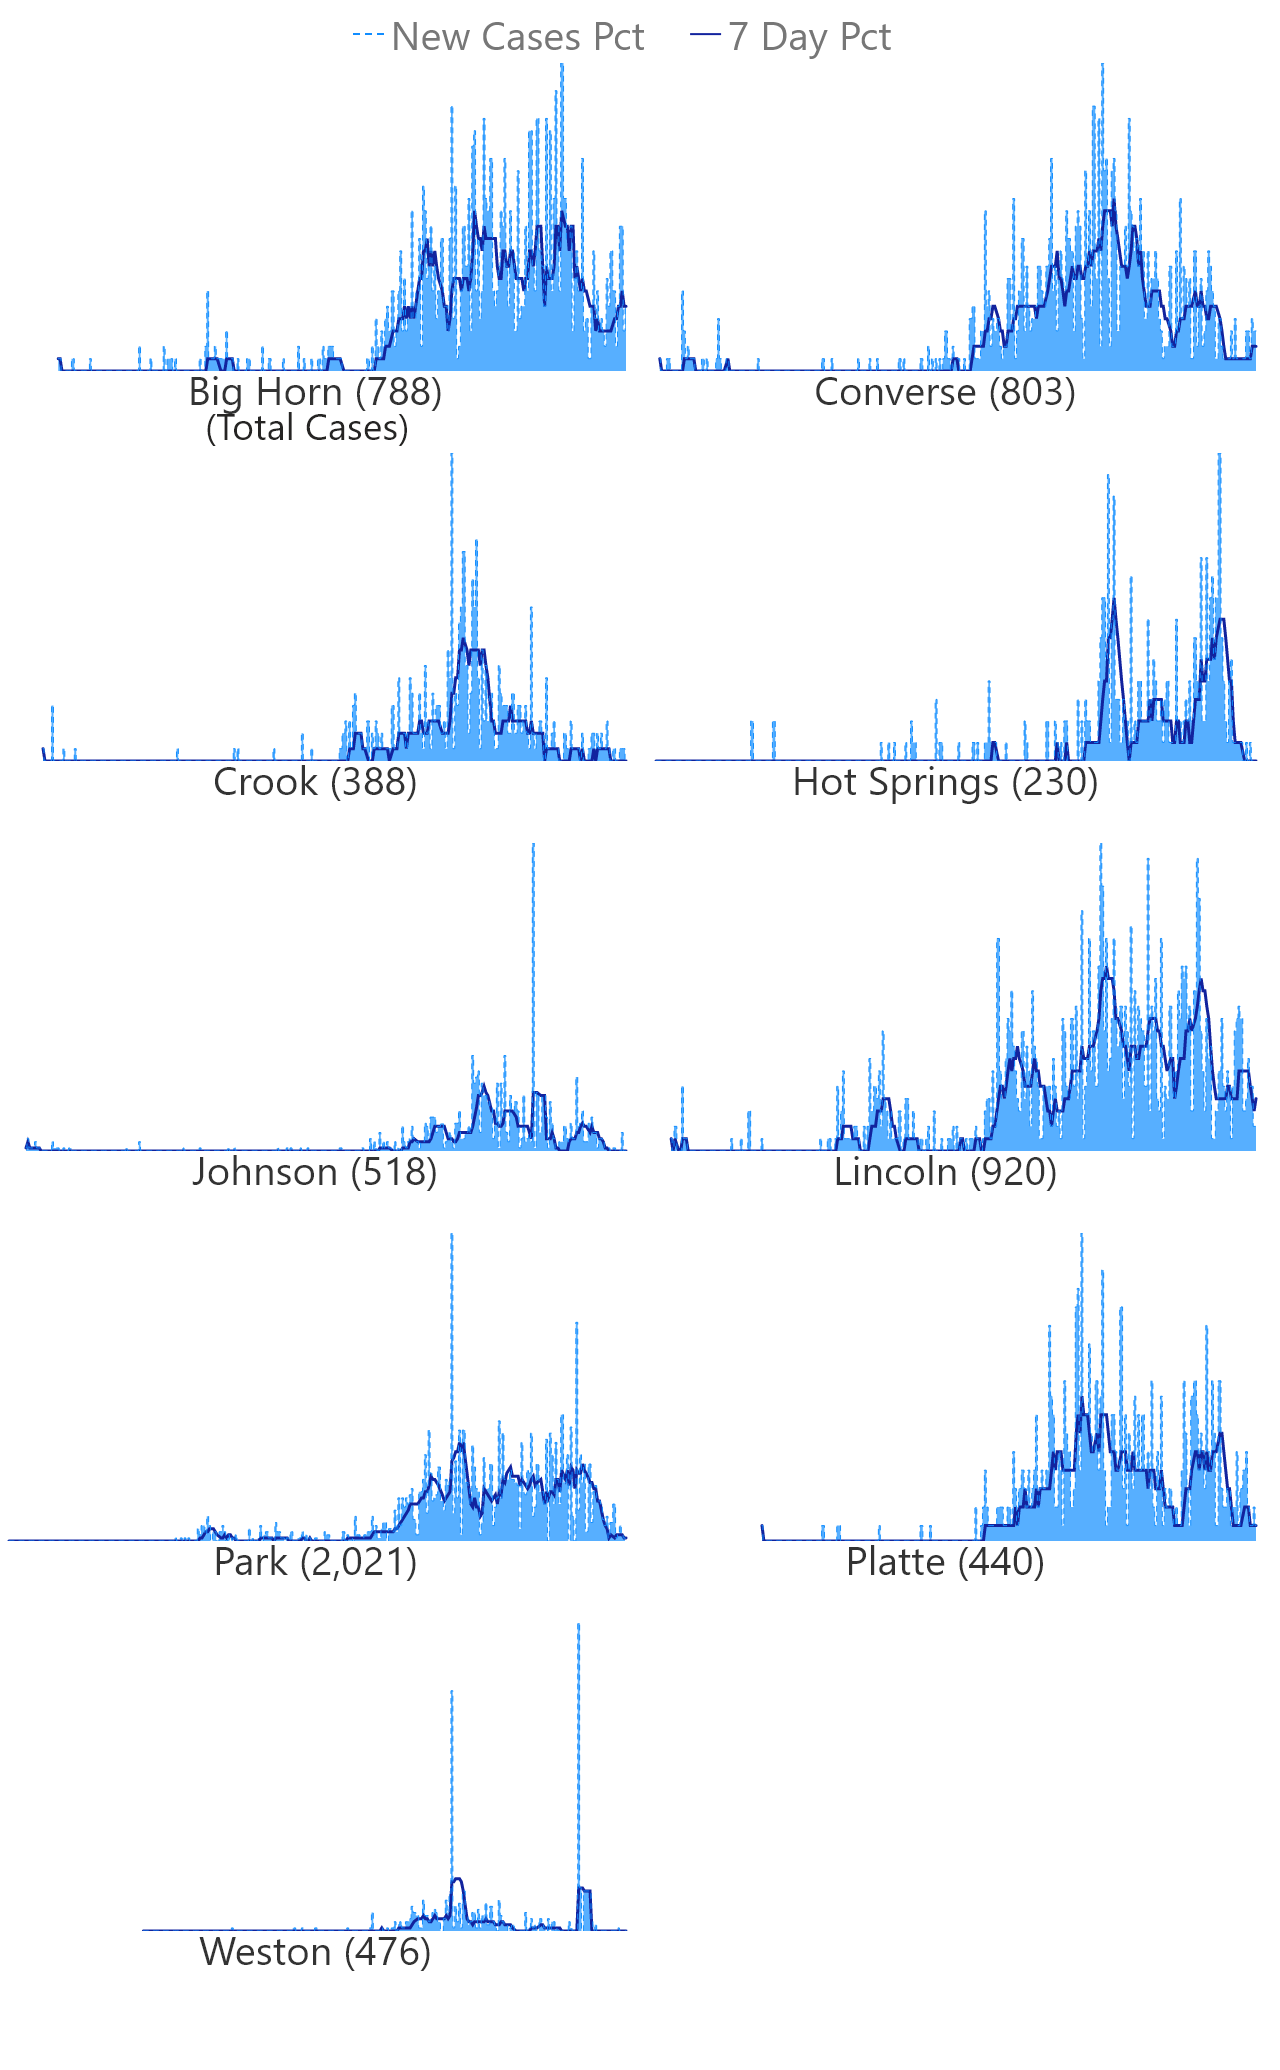 New Cases Pct 7 Day Pct
Big Horn (788) Converse (803)
(Total Cases)
Crook (388) Hot Springs (230)
Johnson (518) Lincoln (920)
Park (2,021) Platte (440)
Weston (476)